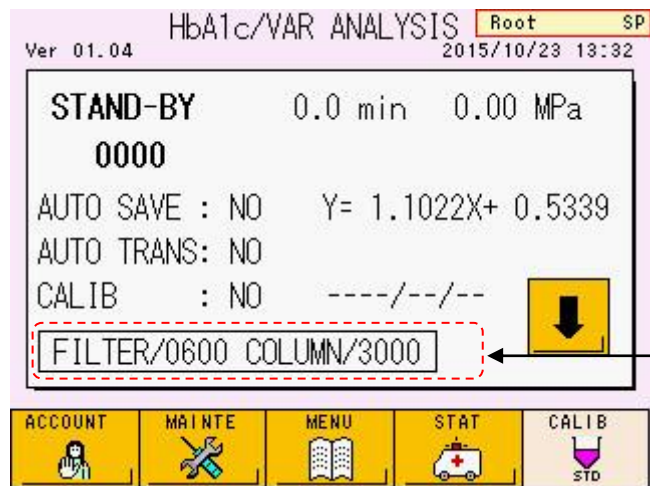 HbA1c/VAR ANALYSIS
Root SP
Ver 01.04
2015/10/23 13:32
STAND-BY 0.0 min 0.00 MPa
0000
AUTO SAVE : NO Y= 1.1022X+ 0.5339
AUTO TRANS: NO
CALIB : NO ----/--/--
FILTER/0600 COLUMN/3000
ACCOUNT MAINTE MENU STAT CALIB
STD